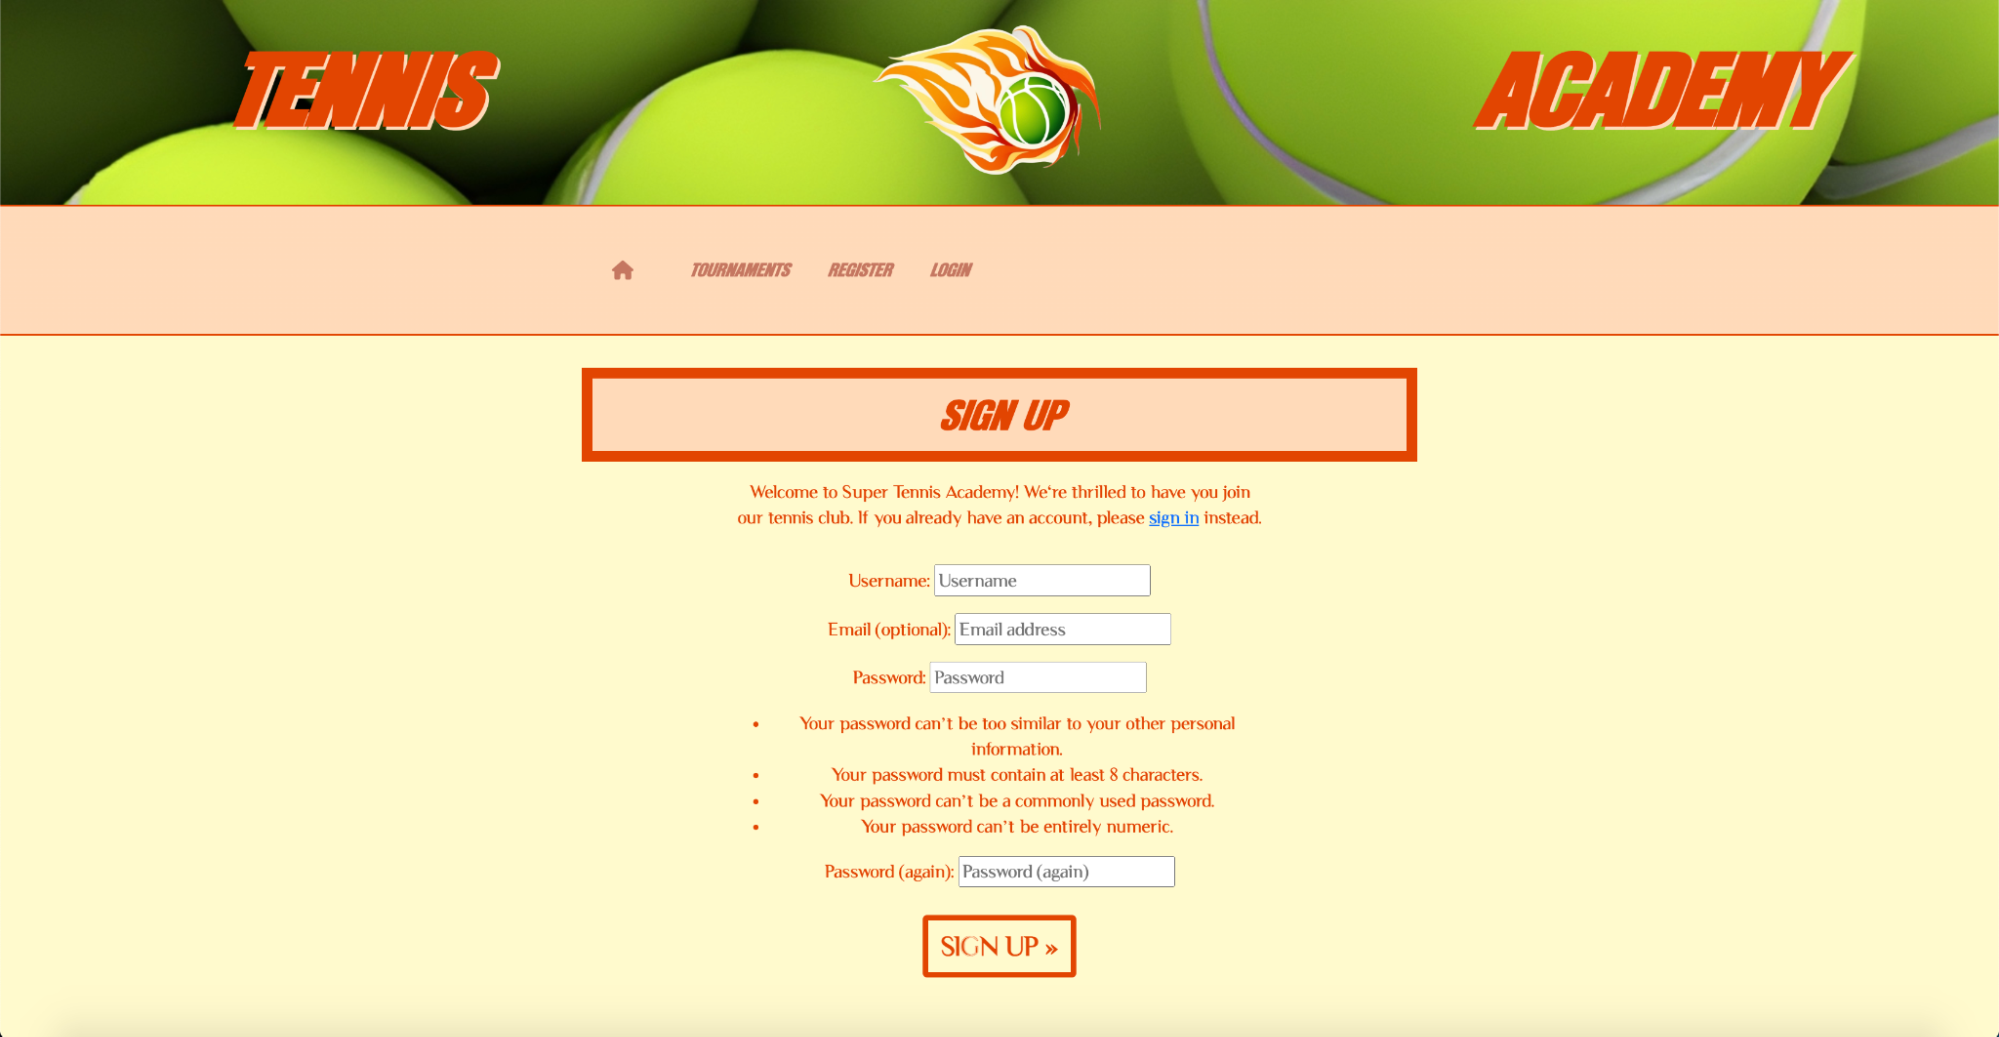 TENNIS ACADEMY
TOURNAMENTS REGISTER LOGIN
SIGN UP
Welcome to Super Tennis Academy! We're thrilled to have you join
our tennis club. If you already have an account, please sign in instead.
Username: Username
Email (optional): Email address
Password: Password
• Your password can't be too similar to your other personal
information.
• Your password must contain at least 8 characters.
• Your password can't be a commonly used password.
• Your password can't be entirely numeric.
Password (again): Password (again)
SIGN UP »